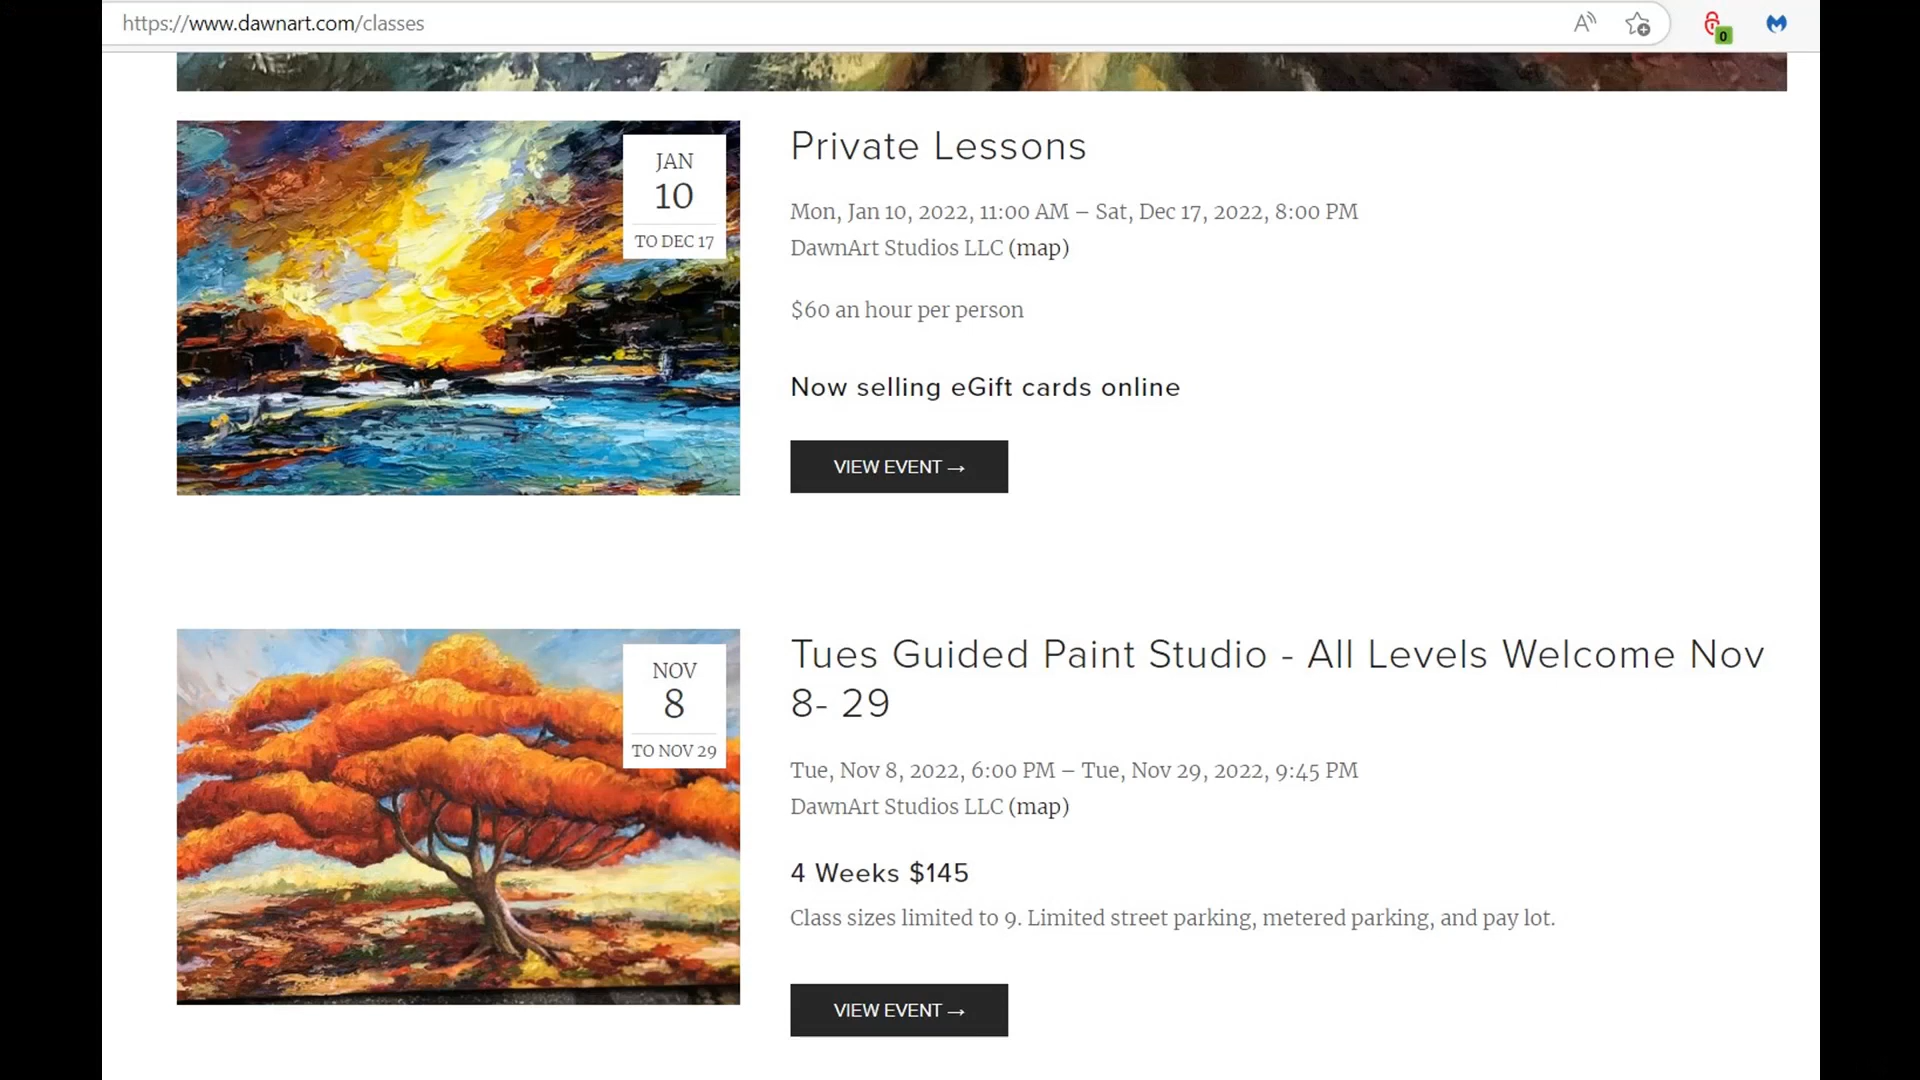 https://www.dawnart.com/classes
0
JAN
10
TO DEC 17
Private Lessons
Mon, Jan 10, 2022, 11:00 AM – Sat, Dec 17, 2022, 8:00 PM
DawnArt Studios LLC (map)
$60 an hour per person
Now selling eGift cards online
VIEW EVENT →
NOV
8
TO NOV 29
Tues Guided Paint Studio - All Levels Welcome Nov
8- 29
Tue, Nov 8, 2022, 6:00 PM – Tue, Nov 29, 2022, 9:45 PM
DawnArt Studios LLC (map)
4 Weeks $145
Class sizes limited to 9. Limited street parking, metered parking, and pay lot.
VIEW EVENT →